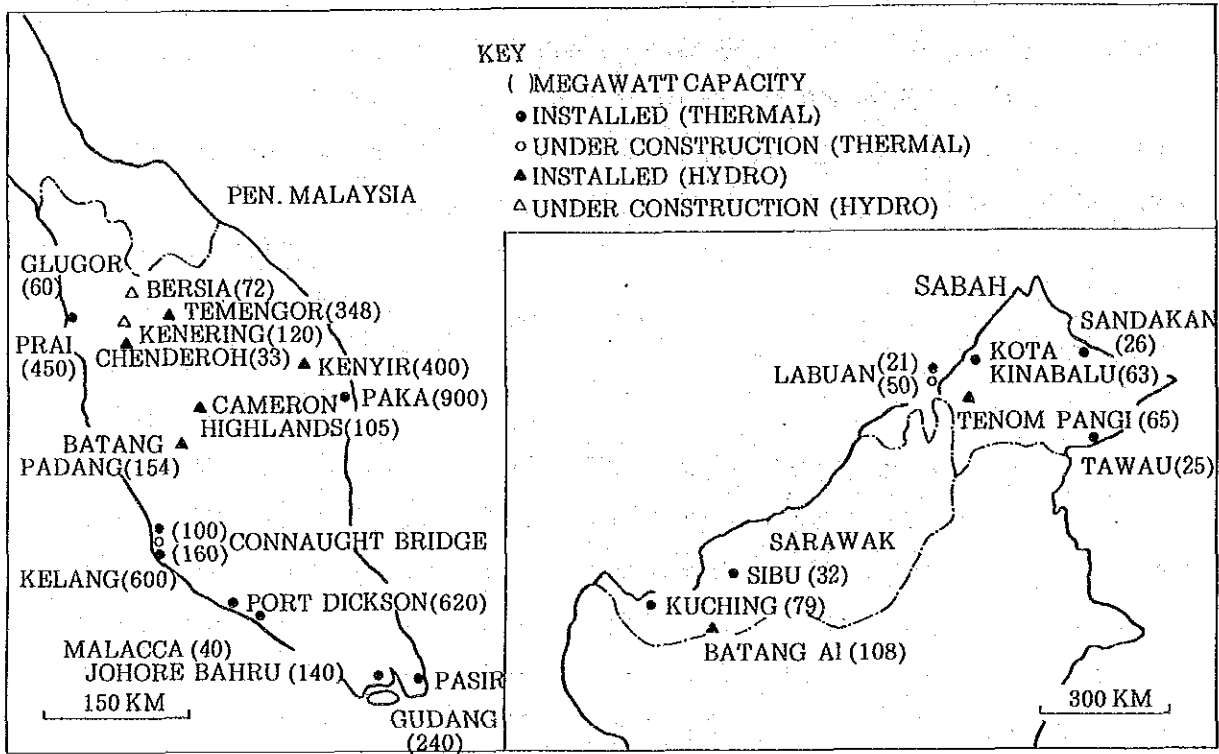 KEY
( ) MEGAWATT CAPACITY
INSTALLED (THERMAL)
UNDER CONSTRUCTION (THERMAL)
INSTALLED (HYDRO)
UNDER CONSTRUCTION (HYDRO)
PEN. MALAYSIA
GLUGOR
(60)
BERSIA(72)
TEMENGOR(348)
KENERING(120)
CHENDEROH(33)
PRAI
(450)
KENYIR(400)
CAMERON
HIGHLANDS(105)
PAKA(900)
BATANG
PADANG(154)
(100)
CONNAUGHT BRIDGE
(160)
KELANG(600)
PORT DICKSON(620)
MALACCA (40)
JOHORE BAHRU (140)
PASIR
GUDANG
(240)
150 KM
SABAH
SANDAKAN
(26)
LABUAN
(21)
(50)
KOTA
KINABALU (63)
TENOM PANGI (65)
TAWAU(25)
SARAWAK
SIBU (32)
KUCHING (79)
BATANG AI (108)
300 KM